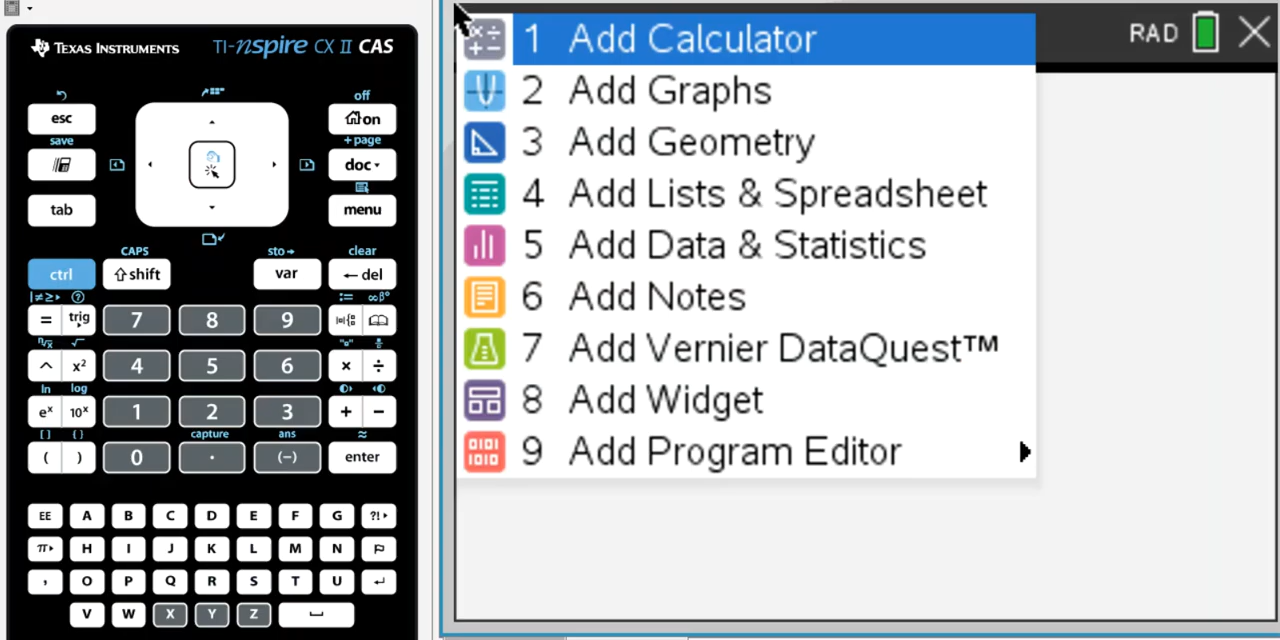 TEXAS INSTRUMENTS TI-nspire CX II CAS
off
esc
on
save
+ page
doc
tab
menu
CAPS
sto→
clear
ctrl
⇧shift
var
←del
|≠≥▸
:=
∞β°
=
trig
7
8
9
ⁿ√x
√
"□"
^
x²
4
5
6
×
÷
ln
log
eˣ
10ˣ
1
2
3
+
−
[ ]
{ }
capture
ans
≈
(
)
0
.
(−)
enter
EE A B C D E F G ?!▸
π▸ H I J K L M N
, O P Q R S T U
V W X Y Z
RAD
1 Add Calculator
2 Add Graphs
3 Add Geometry
4 Add Lists & Spreadsheet
5 Add Data & Statistics
6 Add Notes
7 Add Vernier DataQuest™
8 Add Widget
9 Add Program Editor